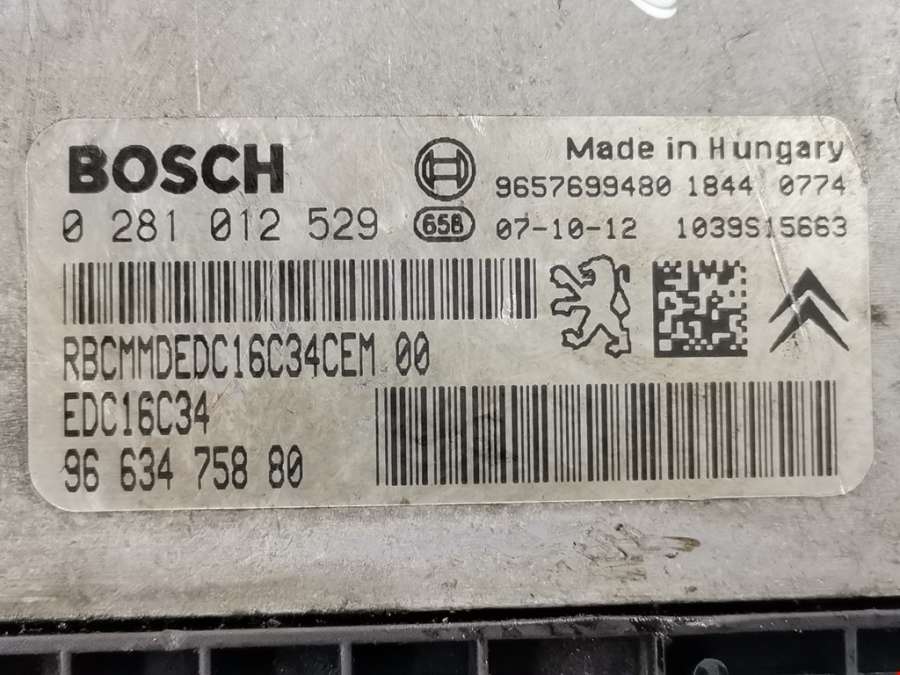 BOSCH
Made in Hungary
9657699480 1844 0774
0 281 012 529
658
07-10-12 1039S15663
RBCMMDEDC16C34CEM 00
EDC16C34
96 634 758 80